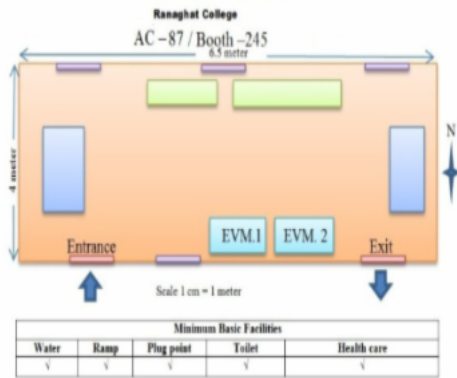 Ranaghat College
AC – 87 / Booth –245
6.5 meter
4 meter
N
EVM.1 EVM. 2
Entrance Exit
Scale 1 cm = 1 meter
Minimum Basic Facilities
Water Ramp Plug point Toilet Health care
√ √ √ √ √